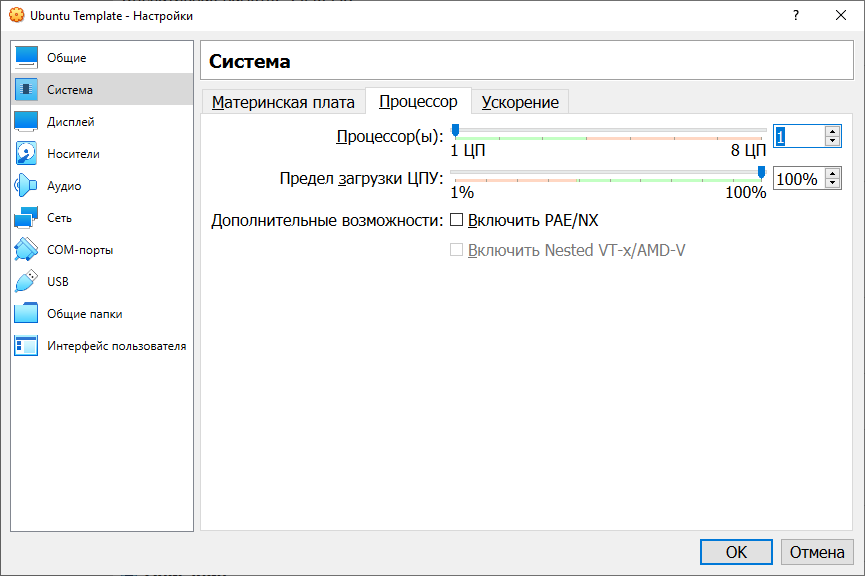 Ubuntu Template - Настройки
?
Общие
Система
Дисплей
Носители
Аудио
Сеть
COM-порты
USB
Общие папки
Интерфейс пользователя
Система
Материнская плата Процессор Ускорение
Процессор(ы): 1
1 ЦП 8 ЦП
Предел загрузки ЦПУ: 100%
1% 100%
Дополнительные возможности: Включить PAE/NX
Включить Nested VT-x/AMD-V
OK Отмена